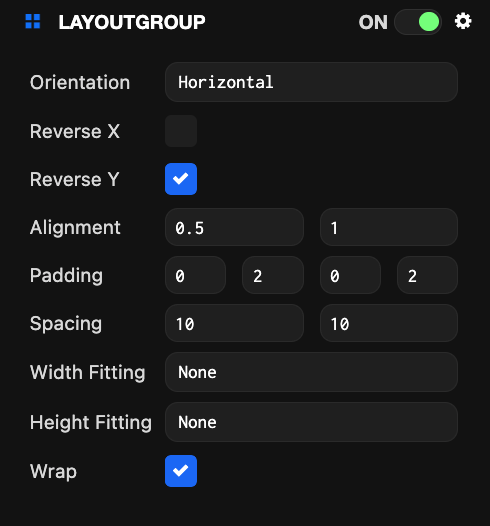 LAYOUTGROUP ON
Orientation Horizontal
Reverse X
Reverse Y
Alignment 0.5 1
Padding 0 2 0 2
Spacing 10 10
Width Fitting None
Height Fitting None
Wrap